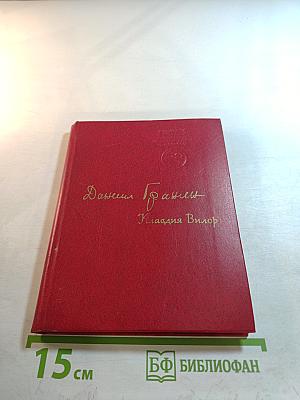 Даниил Гранин
Клавдия Вилор
15 см
БФ БИБЛИОФАН